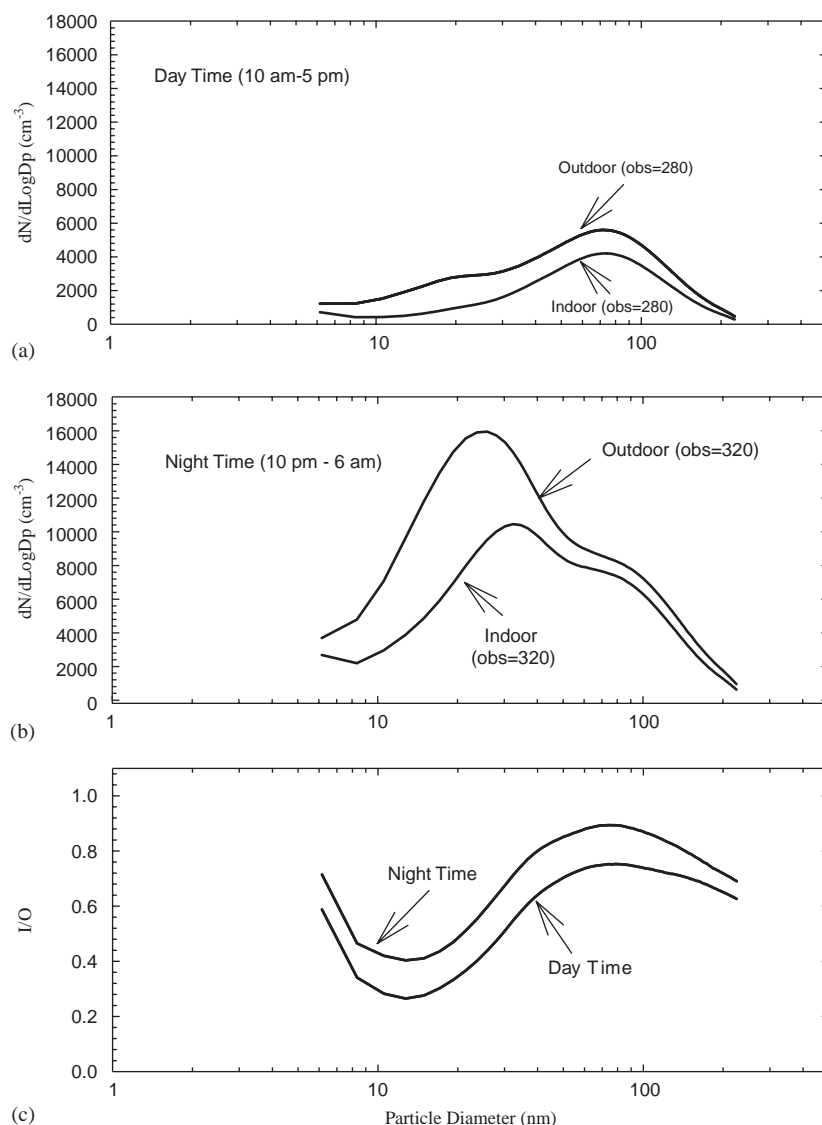 18000
16000
14000
12000
10000
8000
6000
4000
2000
0
dN/dLogDp (cm-3)
Day Time (10 am-5 pm)
Outdoor (obs=280)
Indoor (obs=280)
1
10
100
(a)
18000
16000
14000
12000
10000
8000
6000
4000
2000
0
dN/dLogDp (cm-3)
Night Time (10 pm - 6 am)
Outdoor (obs=320)
Indoor
(obs=320)
1
10
100
(b)
1.0
0.8
0.6
0.4
0.2
0.0
I/O
Night Time
Day Time
1
10
100
(c)
Particle Diameter (nm)